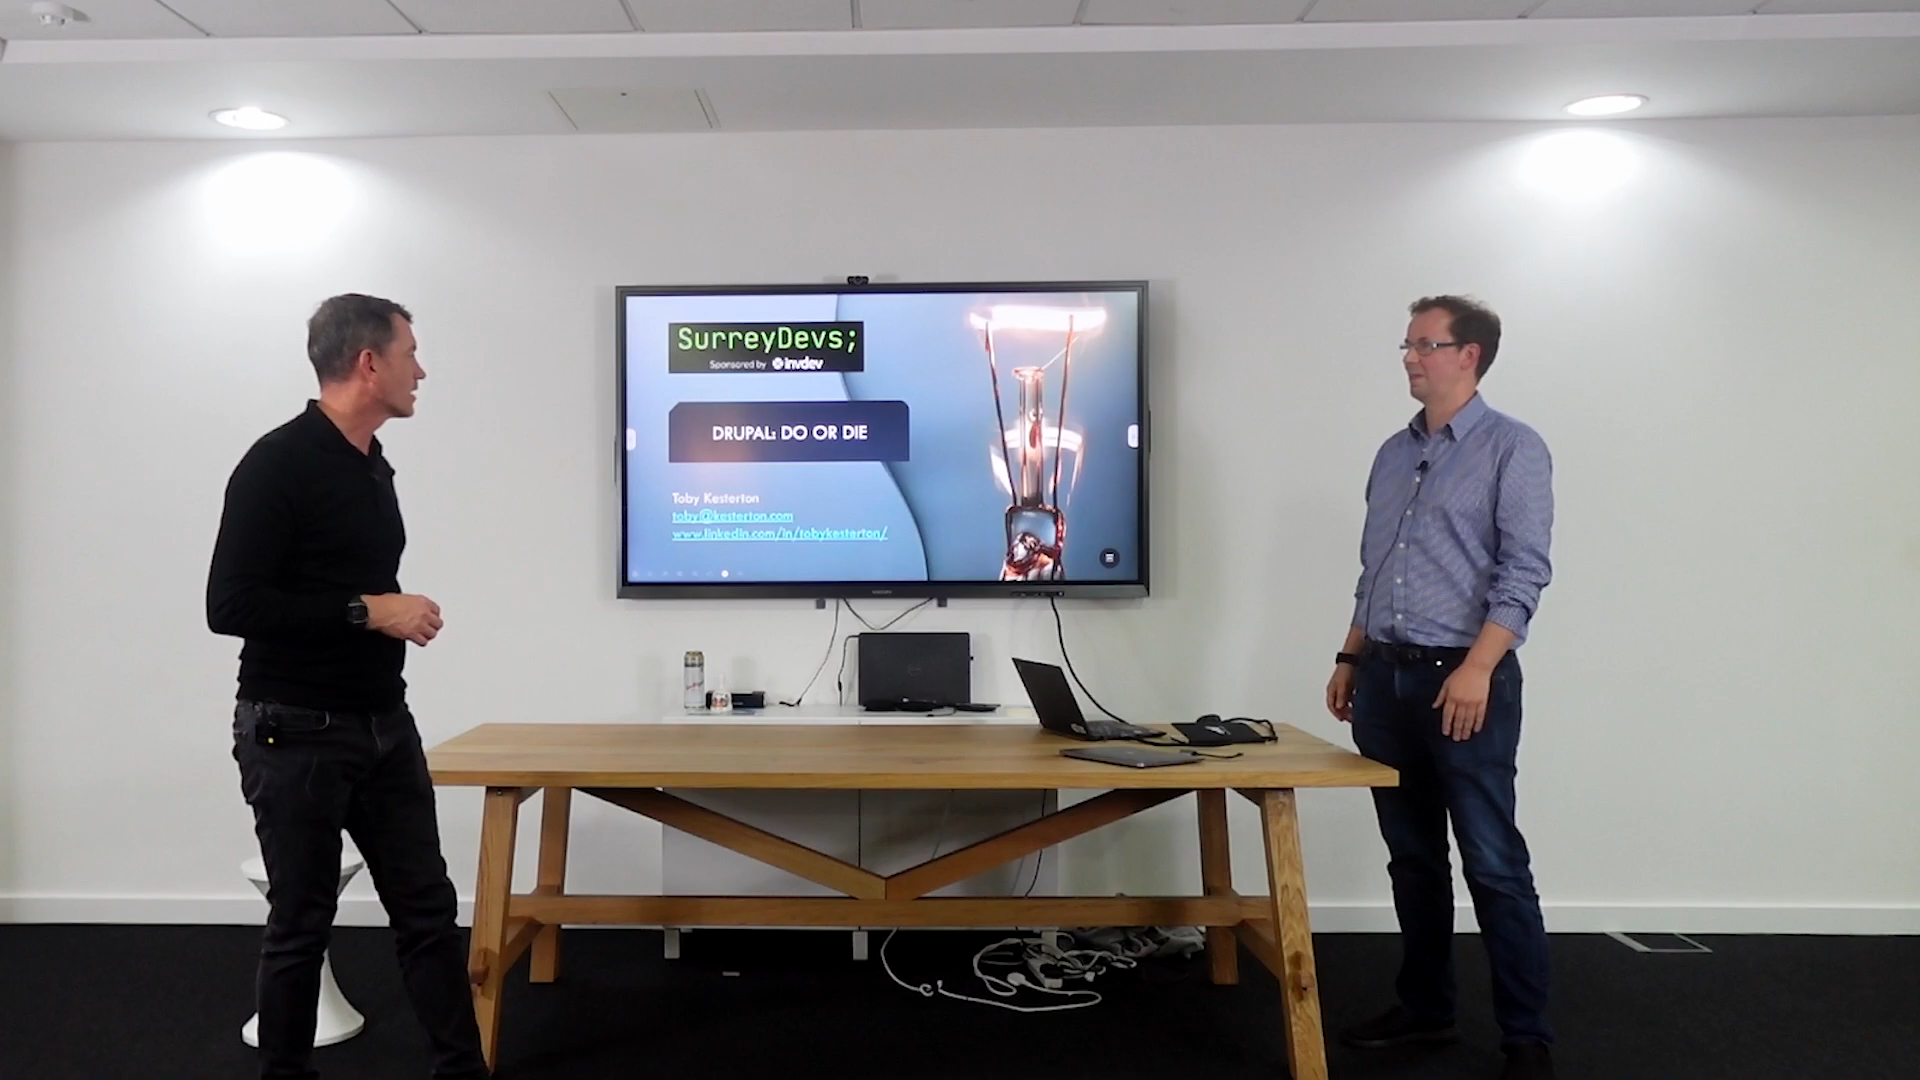 SurreyDevs;
Sponsored by invdev
DRUPAL: DO OR DIE
Toby Kesterton
toby@kesterton.com
www.linkedin.com/in/tobykesterton/